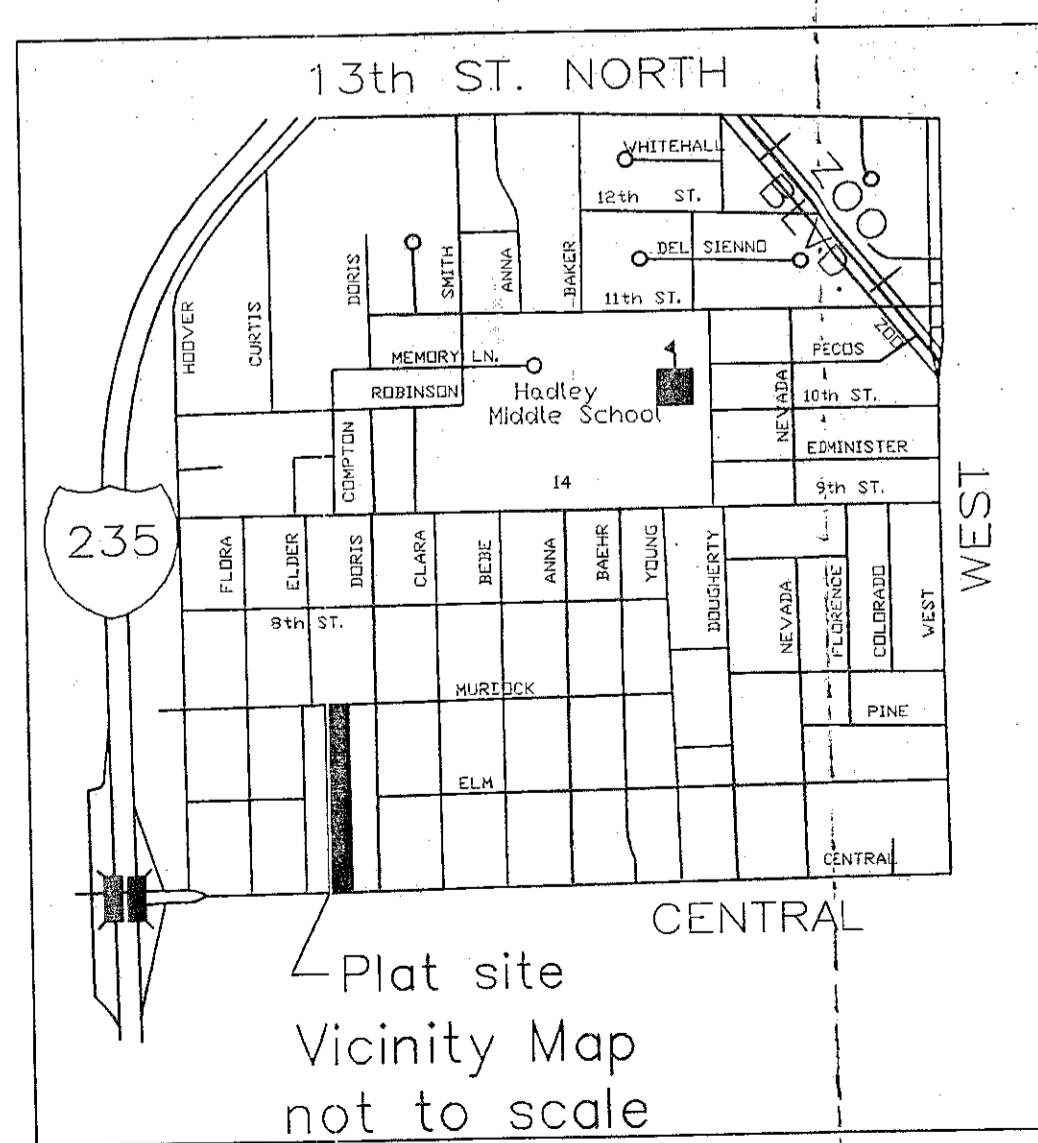 13th ST. NORTH
WHITEHALL
12th ST.
ZOO BLVD.
DEL SIENNO
11th ST.
HOOVER
CURTIS
DORIS
SMITH
ANNA
BAKER
ZOO
PECOS
MEMORY LN.
ROBINSON
Hadley
Middle School
NEVADA
10th ST.
EDMINISTER
COMPTON
14
9th ST.
WEST
235
FLORA
ELDER
DORIS
CLARA
BEBE
ANNA
BAEHR
YOUNG
DOUGHERTY
NEVADA
FLORENCE
COLORADO
WEST
8th ST.
MURDOCK
PINE
ELM
CENTRAL
CENTRAL
Plat site
Vicinity Map
not to scale